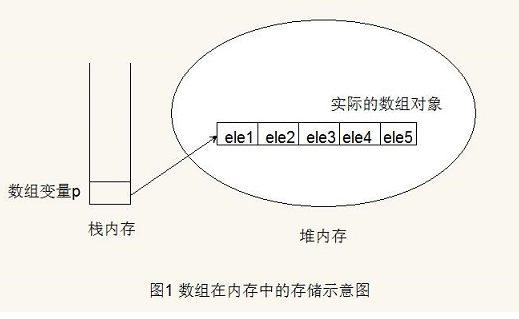 实际的数组对象
ele1 ele2 ele3 ele4 ele5
数组变量p
栈内存
堆内存
图1 数组在内存中的存储示意图